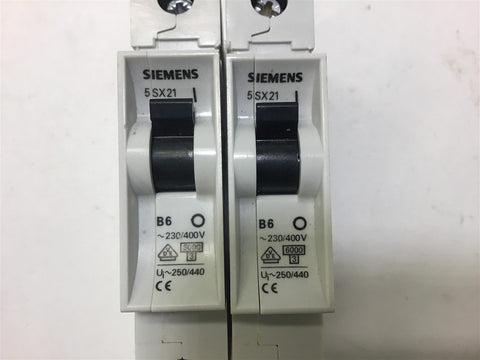 SIEMENS
5SX21 I
B6 O
~230/400V
6000
3
Ui~250/440
CE
SIEMENS
5SX21 I
B6 O
~230/400V
6000
3
Ui~250/440
CE